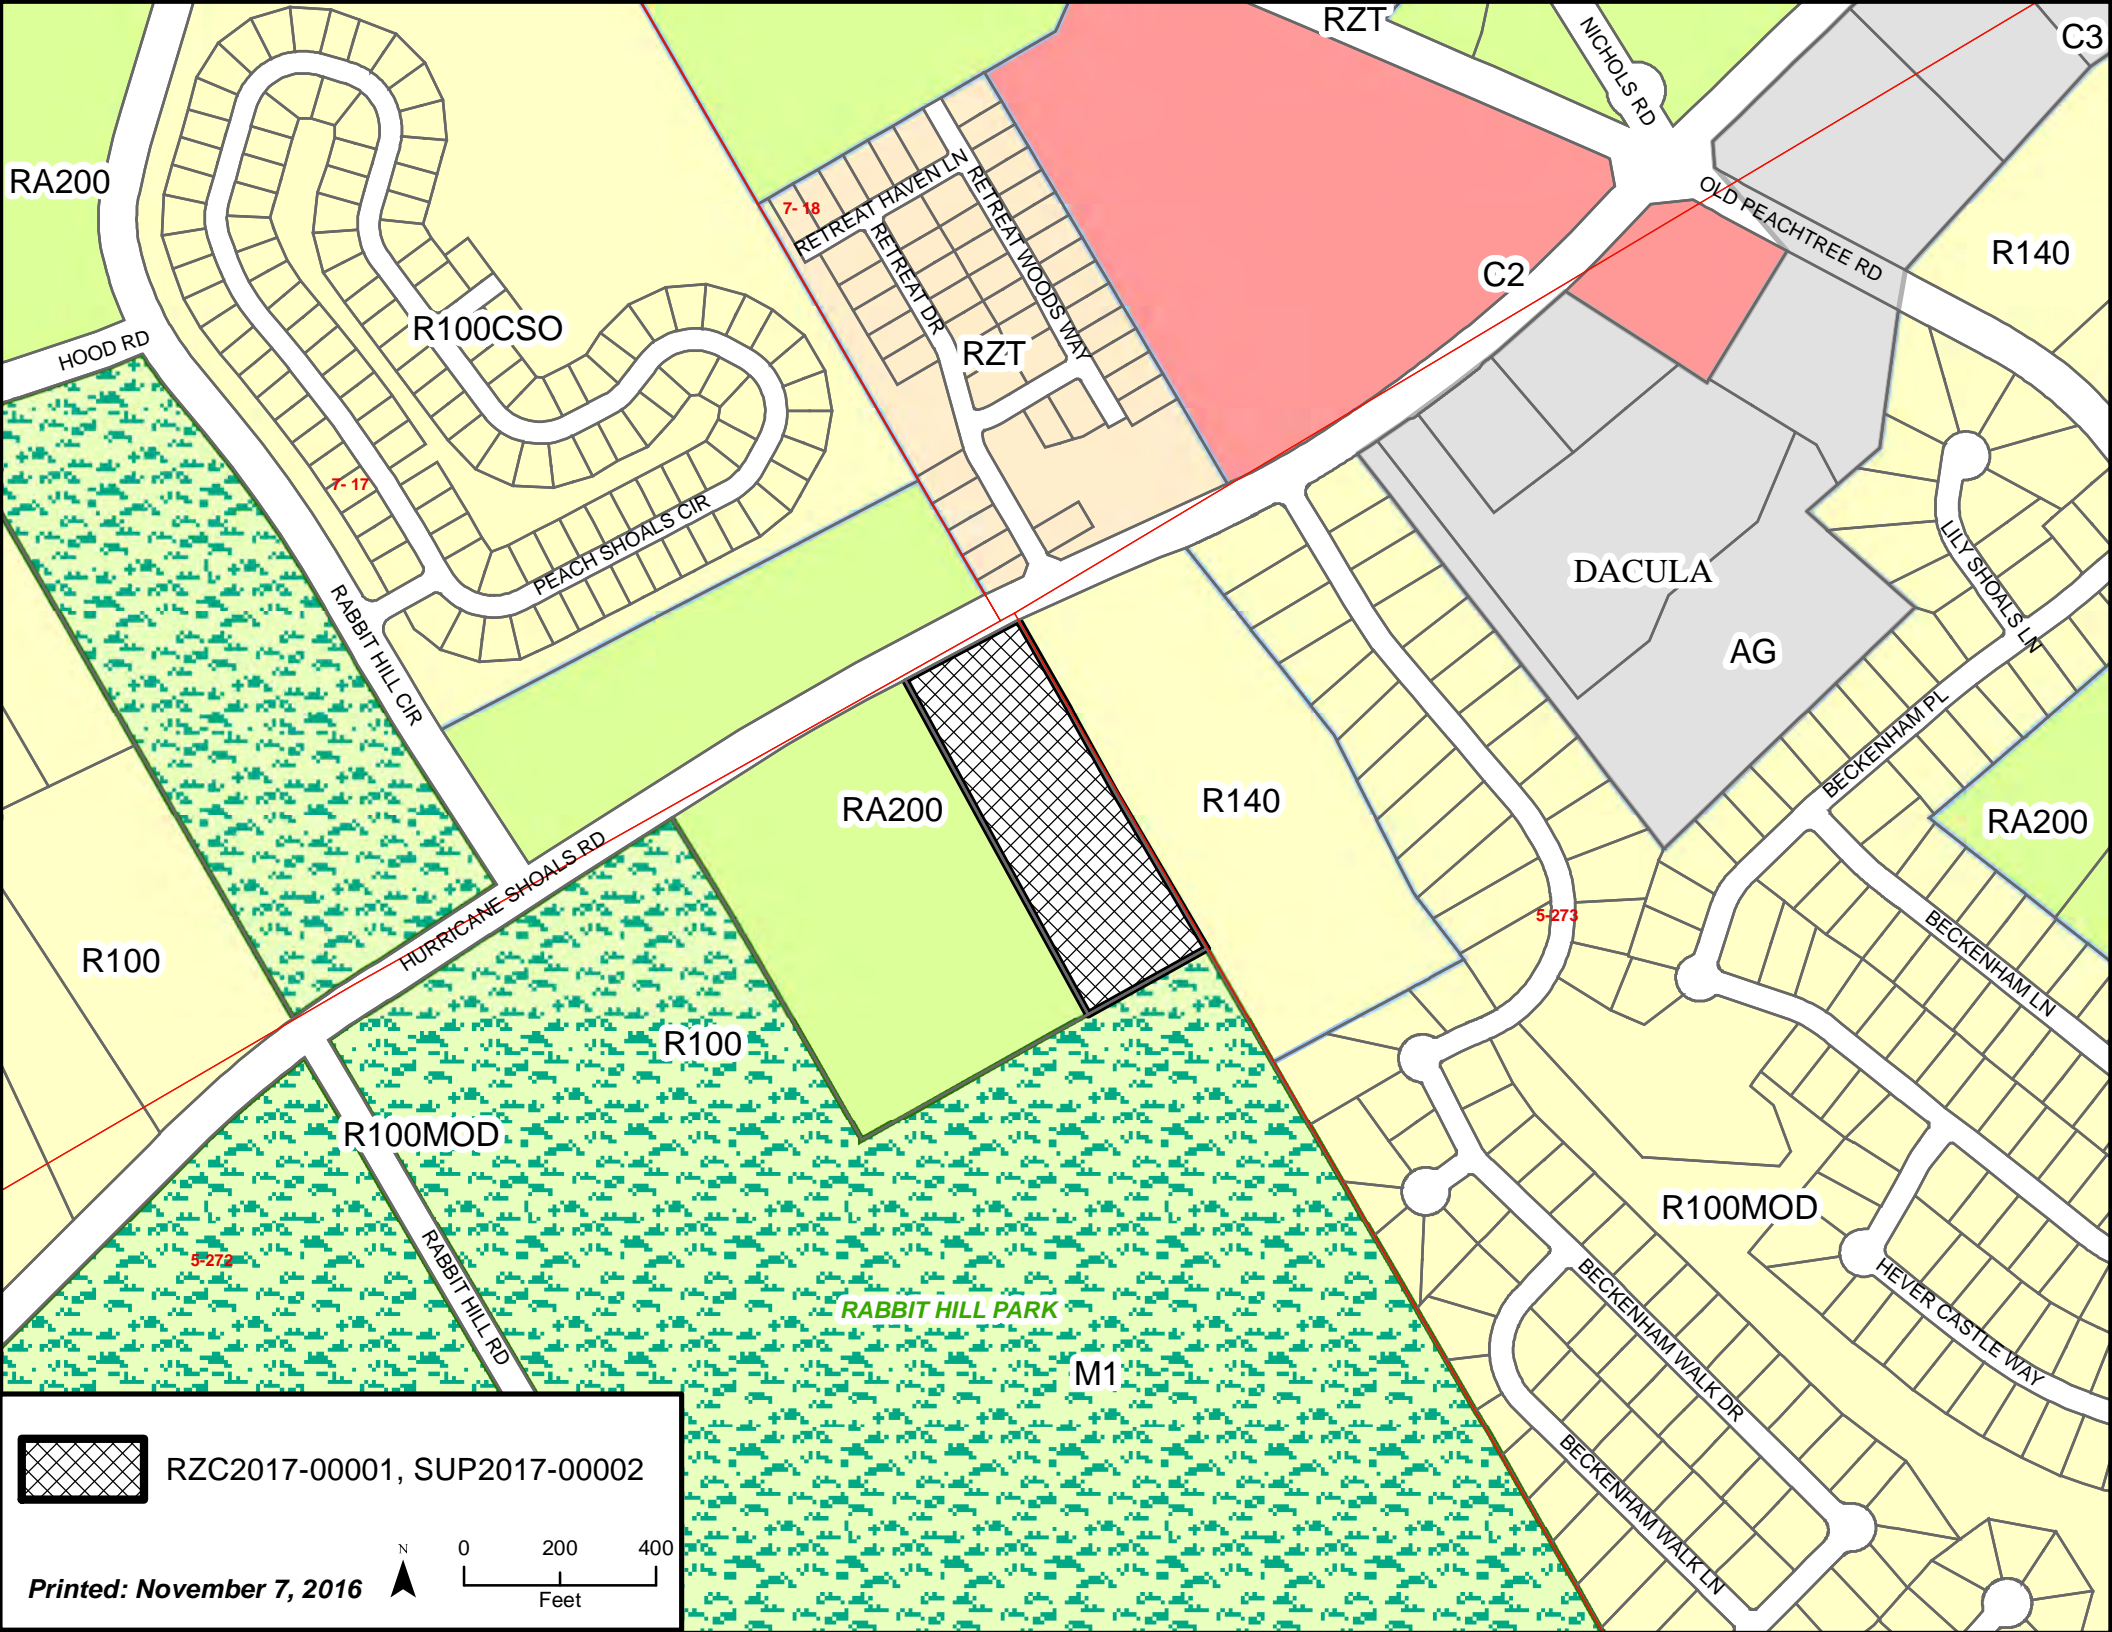 RZT
NICHOLS RD
C3
RA200
7- 18
RETREAT HAVEN LN
RETREAT WOODS WAY
RETREAT DR
OLD PEACHTREE RD
R140
C2
R100CSO
HOOD RD
RZT
7- 17
PEACH SHOALS CIR
RABBIT HILL CIR
DACULA
AG
LILY SHOALS LN
BECKENHAM PL
RA200
R140
RA200
HURRICANE SHOALS RD
5-273
BECKENHAM LN
R100
R100
R100MOD
R100MOD
5-272
RABBIT HILL RD
RABBIT HILL PARK
M1
BECKENHAM WALK DR
HEVER CASTLE WAY
BECKENHAM WALK LN
RZC2017-00001, SUP2017-00002
N
0 200 400
Feet
Printed: November 7, 2016